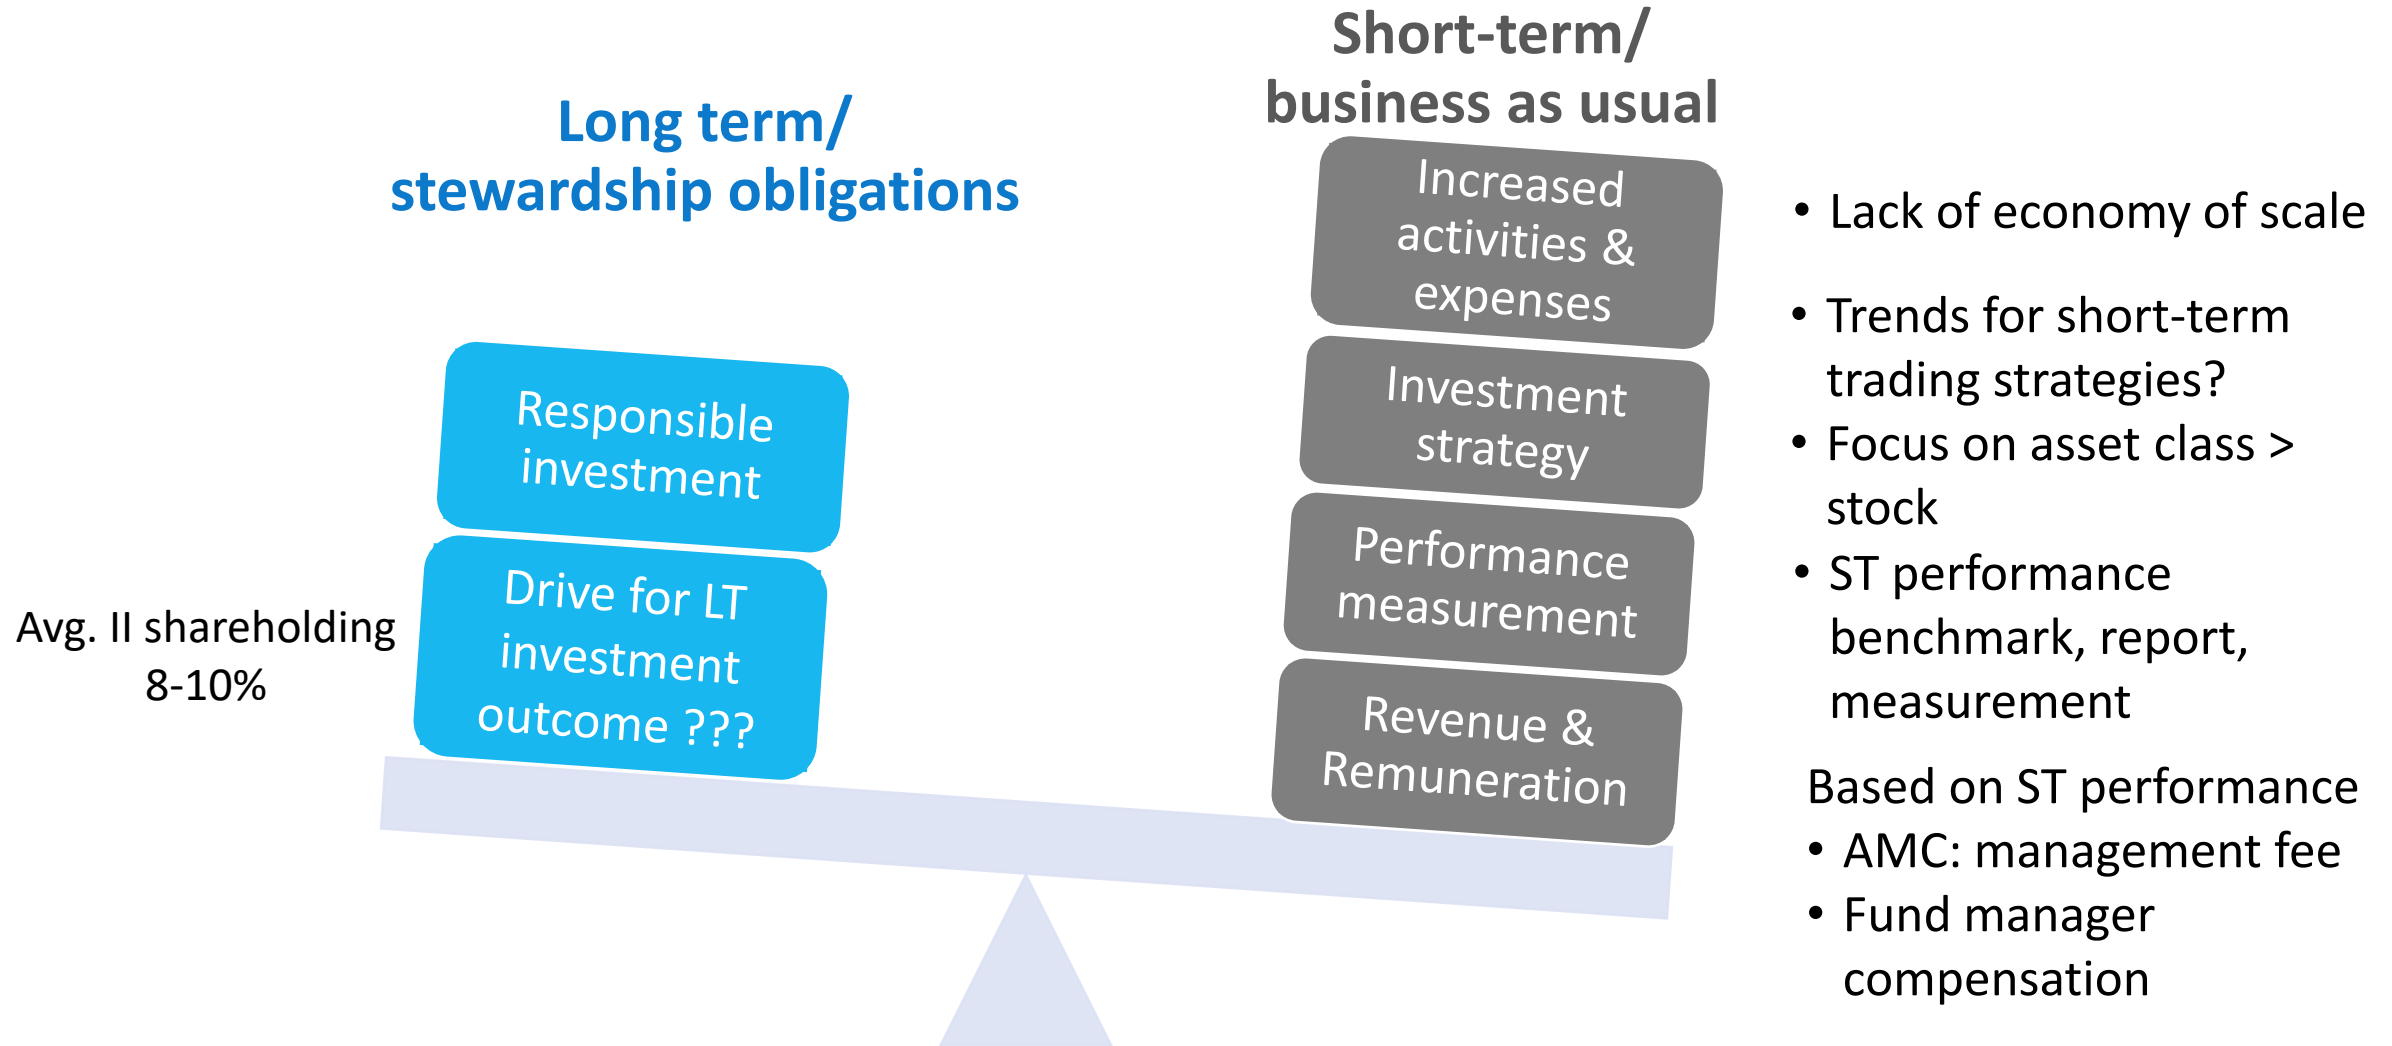 Long term/
stewardship obligations
Responsible
investment
Drive for LT
investment
outcome ???
Avg. II shareholding
8-10%
Short-term/
business as usual
Increased
activities &
expenses
Investment
strategy
Performance
measurement
Revenue &
Remuneration
• Lack of economy of scale
• Trends for short-term
trading strategies?
• Focus on asset class >
stock
• ST performance
benchmark, report,
measurement
Based on ST performance
• AMC: management fee
• Fund manager
compensation